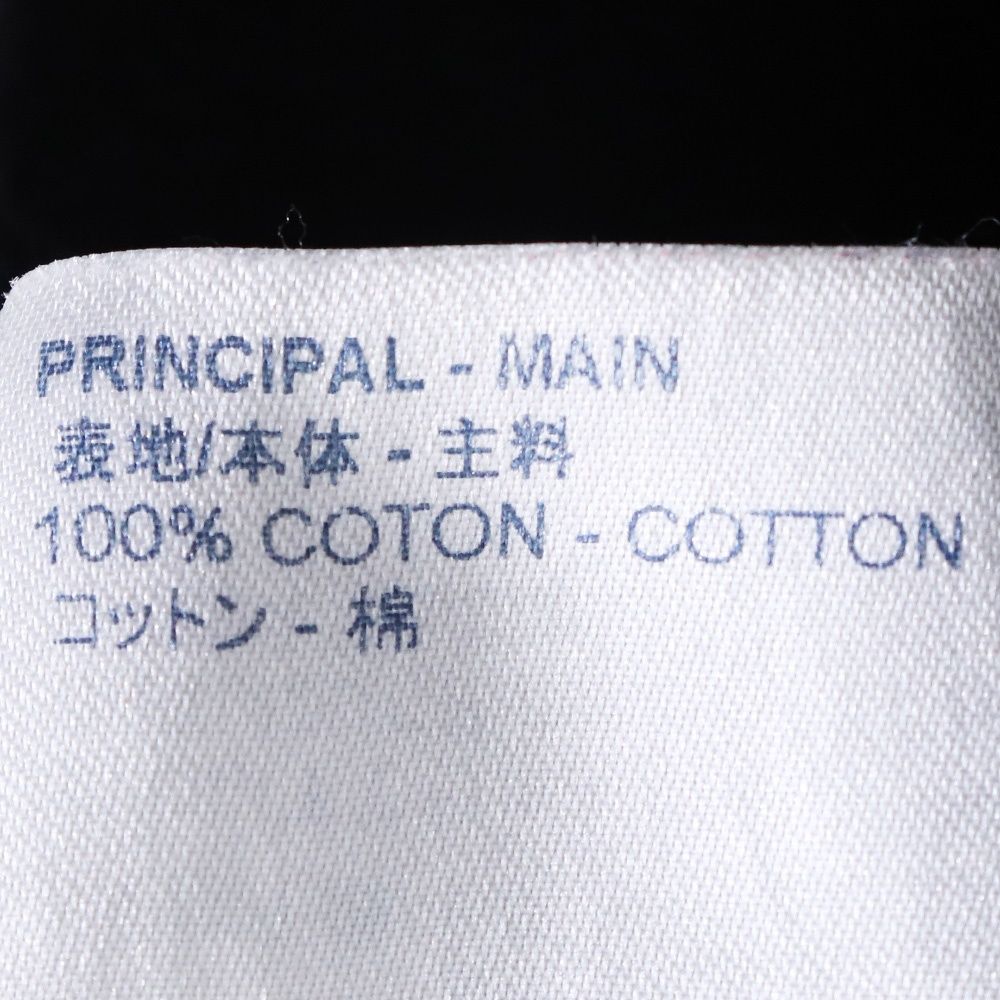 PRINCIPAL - MAIN
表地/本体 - 主料
100% COTON - COTTON
コットン - 棉